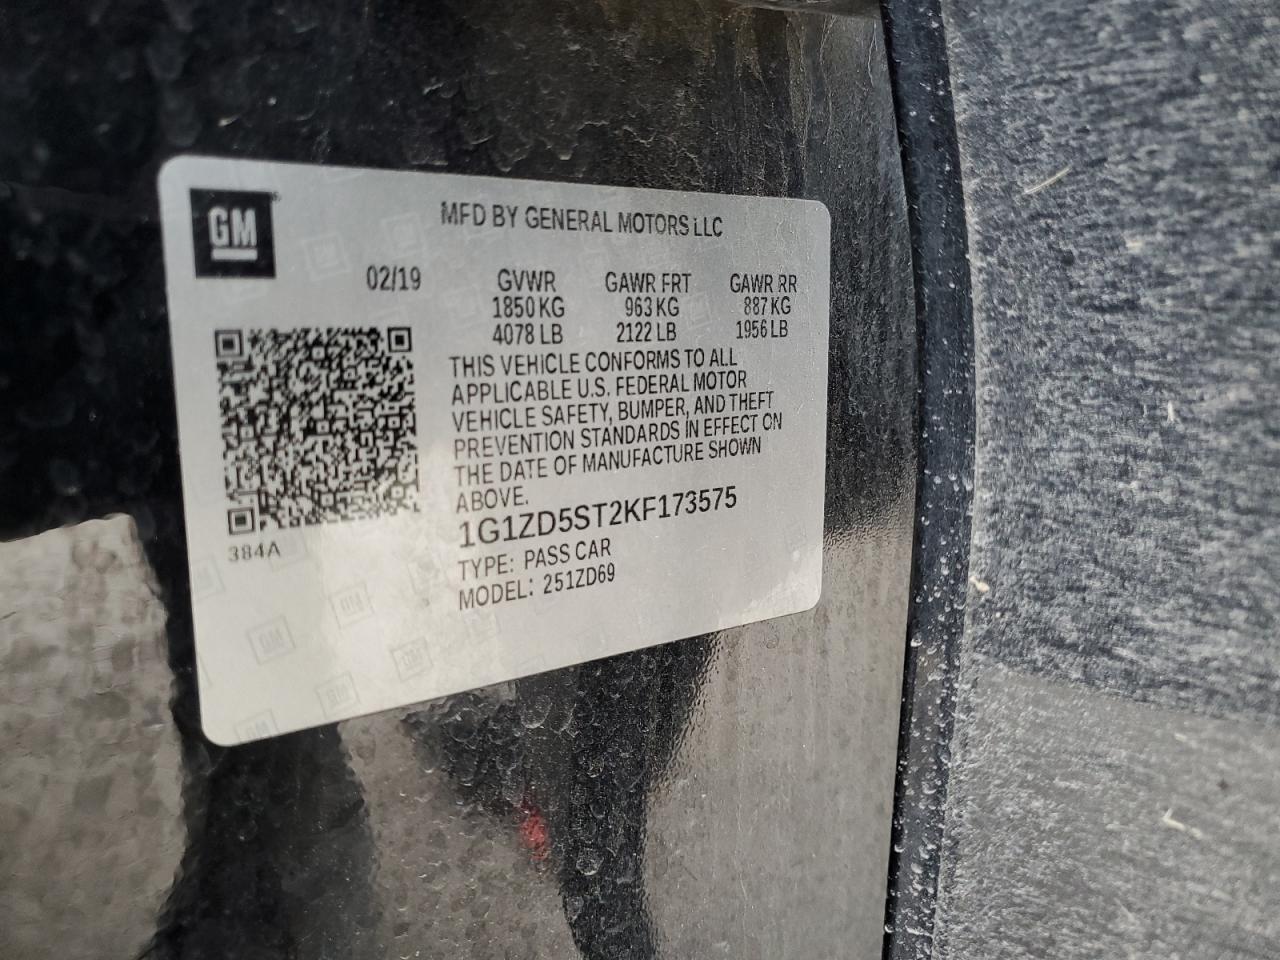 GM
MFD BY GENERAL MOTORS LLC
02/19 GVWR GAWR FRT GAWR RR
1850 KG 963 KG 887 KG
4078 LB 2122 LB 1956 LB
THIS VEHICLE CONFORMS TO ALL
APPLICABLE U.S. FEDERAL MOTOR
VEHICLE SAFETY, BUMPER, AND THEFT
PREVENTION STANDARDS IN EFFECT ON
THE DATE OF MANUFACTURE SHOWN
ABOVE.
1G1ZD5ST2KF173575
384A
TYPE: PASS CAR
MODEL: 251ZD69